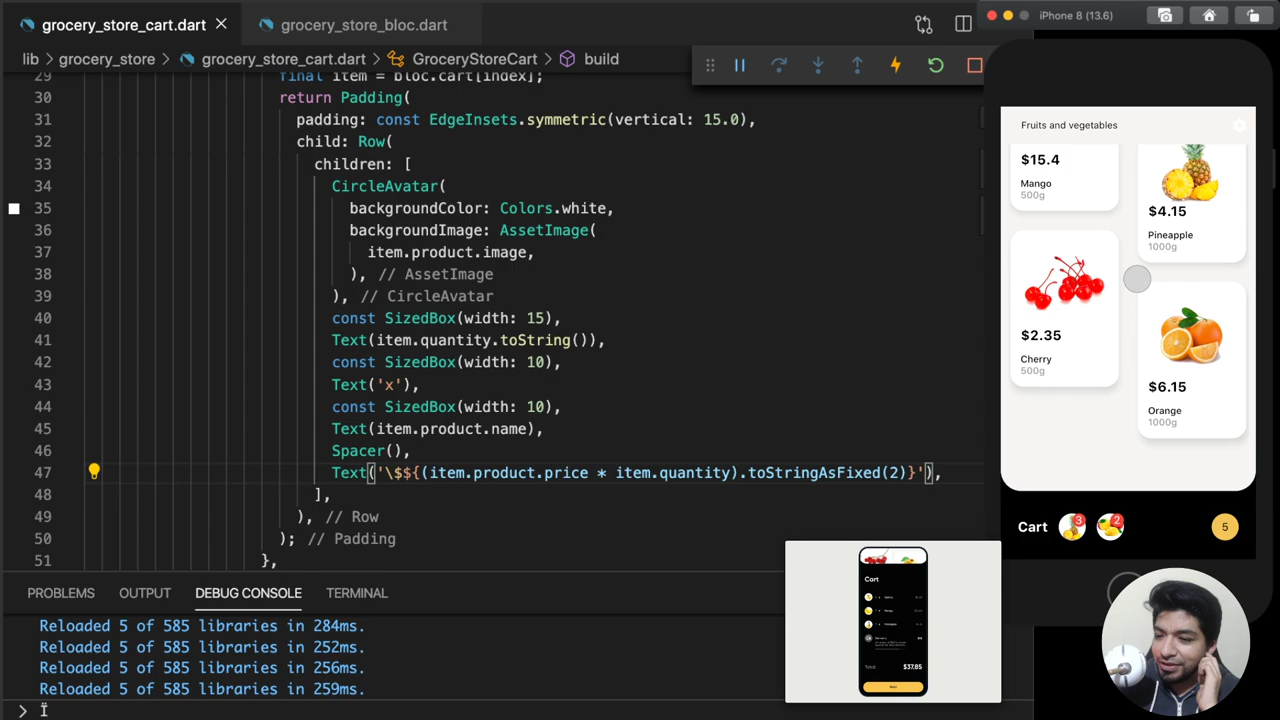 grocery_store_cart.dart
grocery_store_bloc.dart
iPhone 8 (13.6)
lib > grocery_store > grocery_store_cart.dart > GroceryStoreCart > build
29 final item = bloc.cart[index];
30 return Padding(
31 padding: const EdgeInsets.symmetric(vertical: 15.0),
32 child: Row(
33 children: [
34 CircleAvatar(
35 backgroundColor: Colors.white,
36 backgroundImage: AssetImage(
37 item.product.image,
38 ), // AssetImage
39 ), // CircleAvatar
40 const SizedBox(width: 15),
41 Text(item.quantity.toString()),
42 const SizedBox(width: 10),
43 Text('x'),
44 const SizedBox(width: 10),
45 Text(item.product.name),
46 Spacer(),
47 Text('\$${(item.product.price * item.quantity).toStringAsFixed(2)}'),
48 ],
49 ), // Row
50 ); // Padding
51 },
PROBLEMS OUTPUT DEBUG CONSOLE TERMINAL
Reloaded 5 of 585 libraries in 284ms.
Reloaded 5 of 585 libraries in 252ms.
Reloaded 5 of 585 libraries in 256ms.
Reloaded 5 of 585 libraries in 259ms.
>
Fruits and vegetables
$15.4
Mango
500g
$4.15
Pineapple
1000g
$2.35
Cherry
500g
$6.15
Orange
1000g
Cart 3 2 5
Cart
Total
$37.85